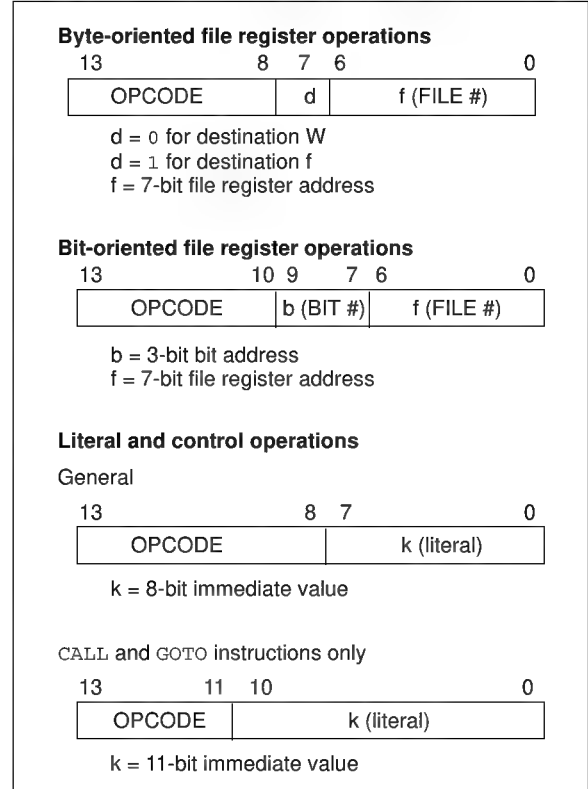 Byte-oriented file register operations
13 8 7 6 0
OPCODE d f (FILE #)
d = 0 for destination W
d = 1 for destination f
f = 7-bit file register address
Bit-oriented file register operations
13 10 9 7 6 0
OPCODE b (BIT #) f (FILE #)
b = 3-bit bit address
f = 7-bit file register address
Literal and control operations
General
13 8 7 0
OPCODE k (literal)
k = 8-bit immediate value
CALL and GOTO instructions only
13 11 10 0
OPCODE k (literal)
k = 11-bit immediate value